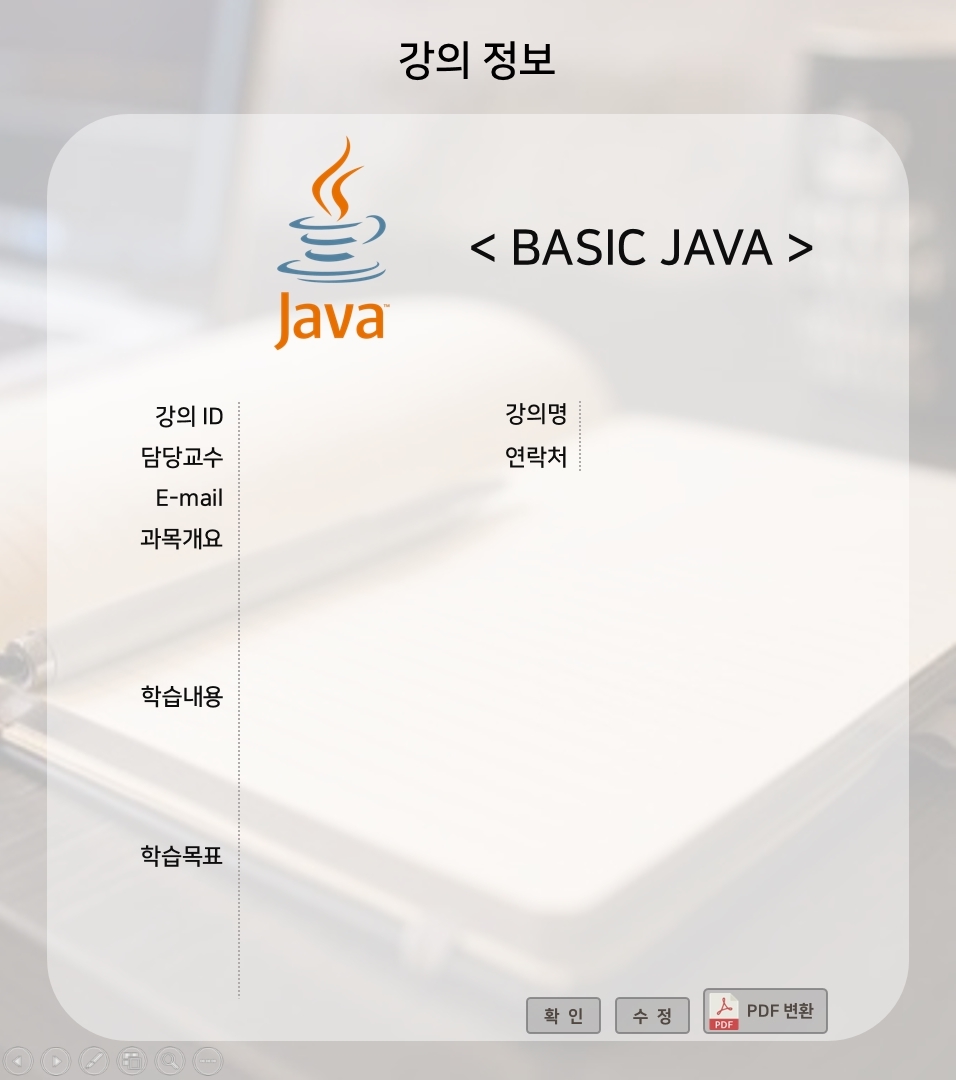 강의 정보
Java™
< BASIC JAVA >
강의 ID
강의명
담당교수
연락처
E-mail
과목개요
학습내용
학습목표
확 인
수 정
PDF
PDF 변환